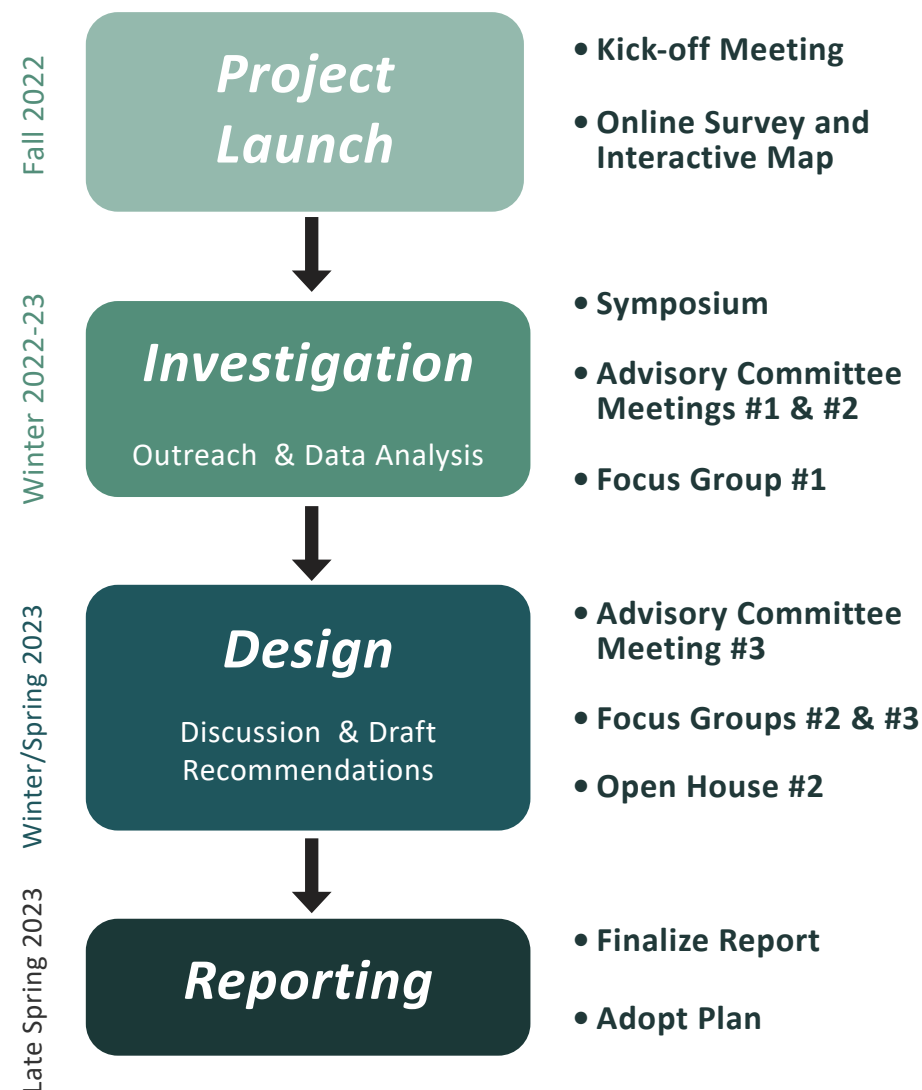 Fall 2022
Project
Launch
• Kick-off Meeting
• Online Survey and
Interactive Map
Winter 2022-23
Investigation
Outreach & Data Analysis
• Symposium
• Advisory Committee
Meetings #1 & #2
• Focus Group #1
Winter/Spring 2023
Design
Discussion & Draft
Recommendations
• Advisory Committee
Meeting #3
• Focus Groups #2 & #3
• Open House #2
Late Spring 2023
Reporting
• Finalize Report
• Adopt Plan